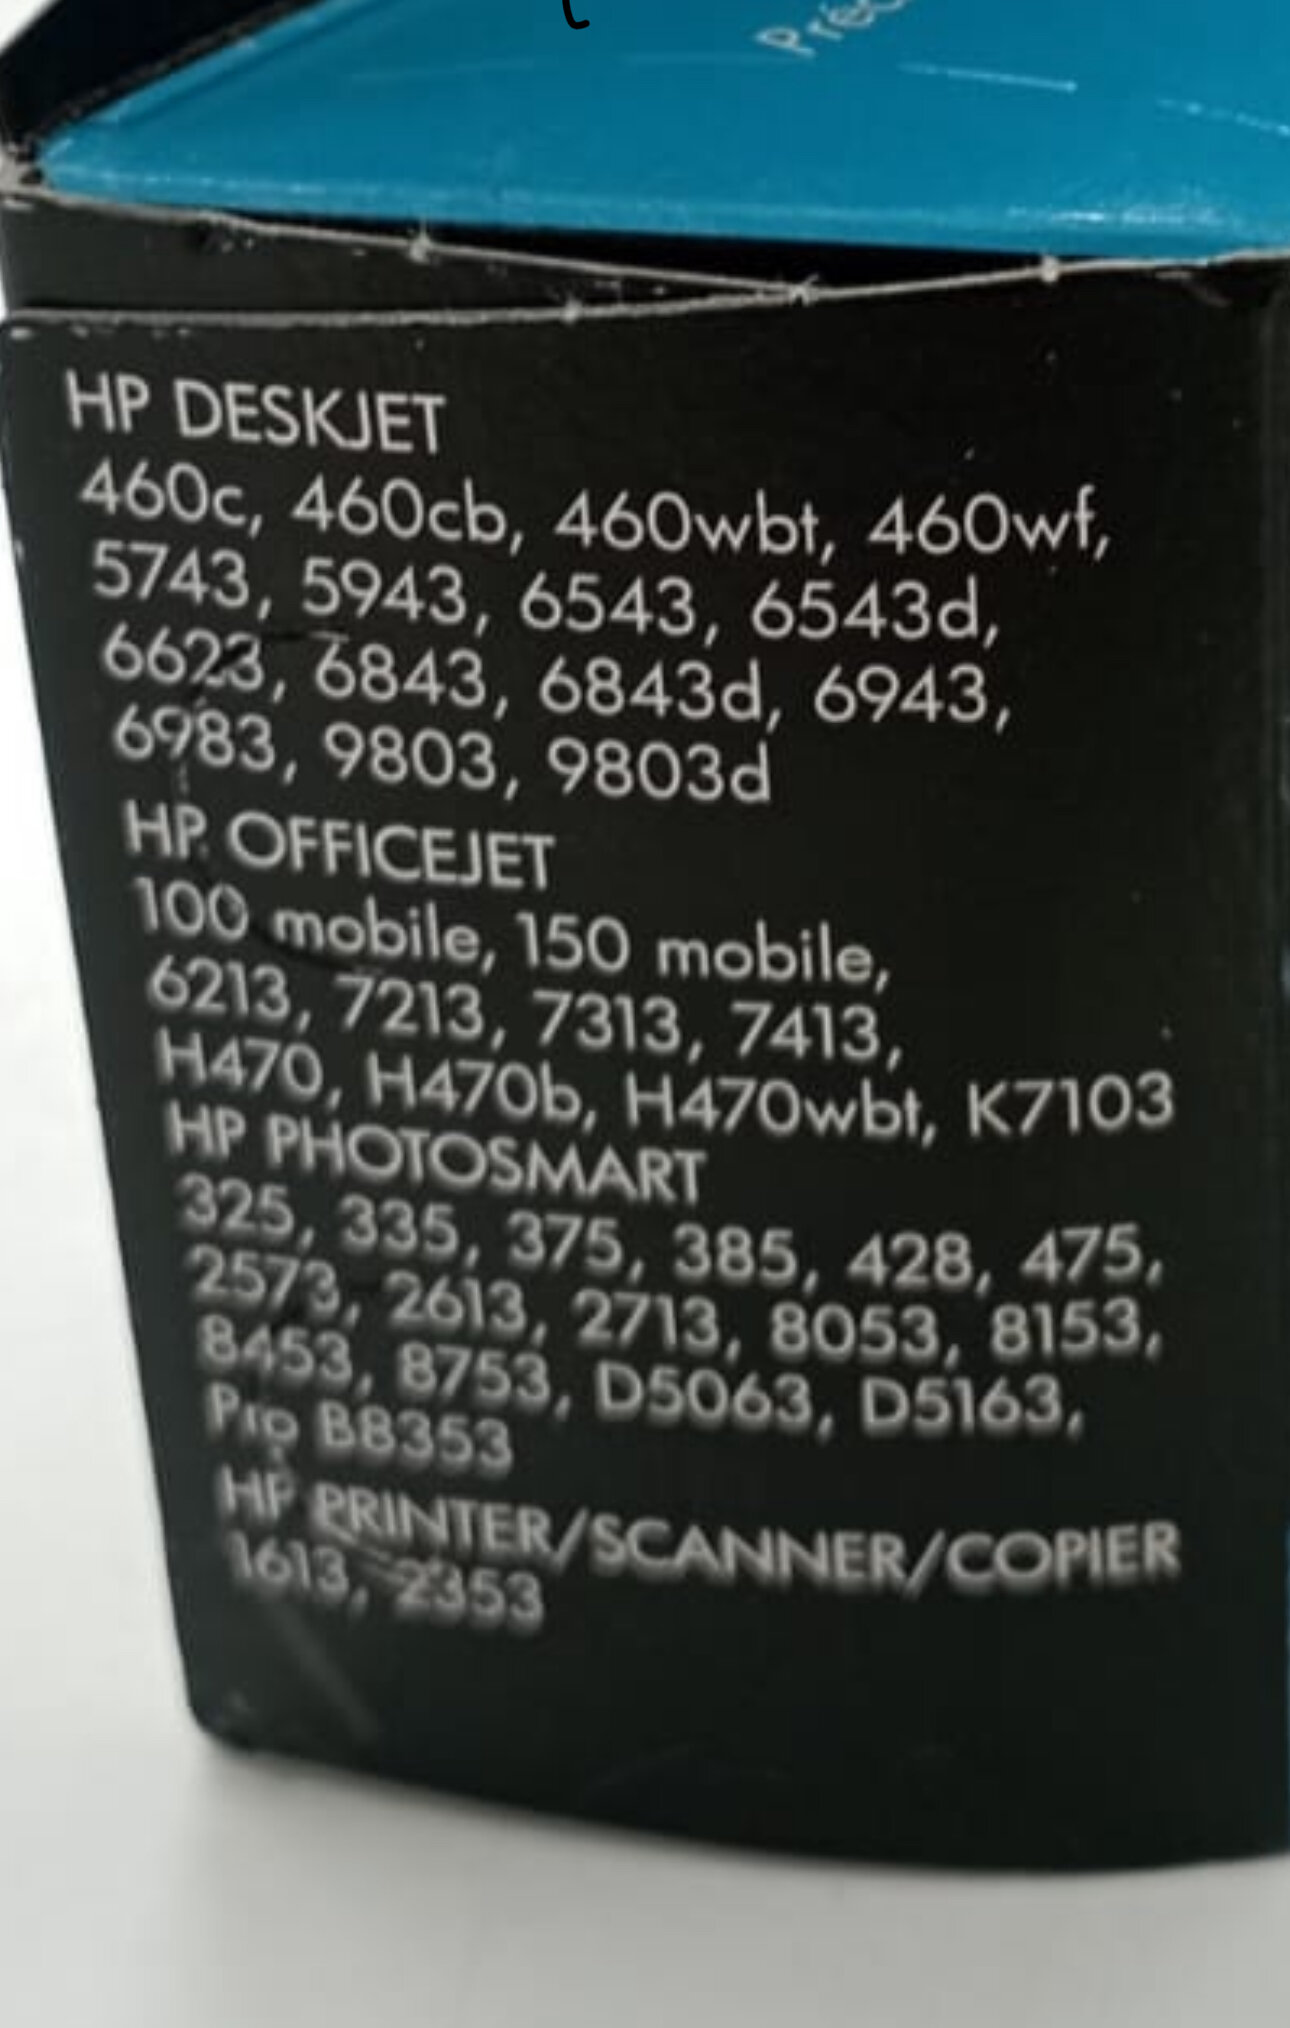 HP DESKJET
460c, 460cb, 460wbt, 460wf,
5743, 5943, 6543, 6543d,
6623, 6843, 6843d, 6943,
6983, 9803, 9803d
HP OFFICEJET
100 mobile, 150 mobile,
6213, 7213, 7313, 7413,
H470, H470b, H470wbt, K7103
HP PHOTOSMART
325, 335, 375, 385, 428, 475,
2573, 2613, 2713, 8053, 8153,
8453, 8753, D5063, D5163,
Pro B8353
HP PRINTER/SCANNER/COPIER
1613, 2353